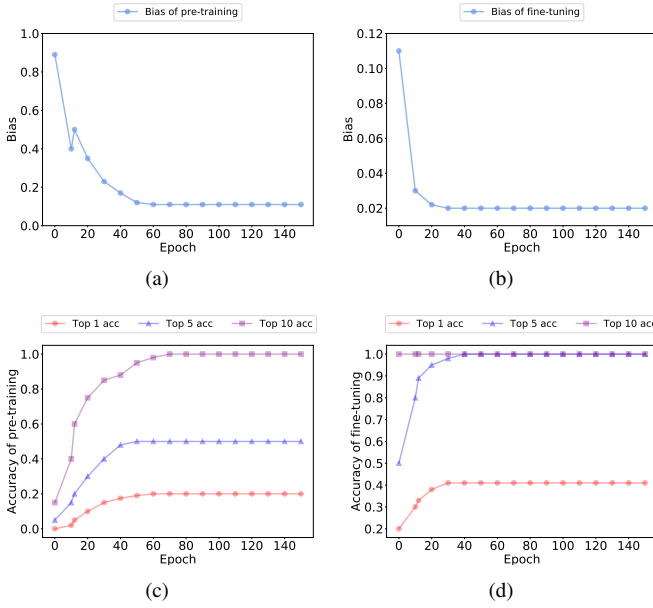 Bias of pre-training
1.0
0.8
0.6
0.4
0.2
0.0
Bias
0 20 40 60 80 100 120 140
Epoch
(a)
Bias of fine-tuning
0.12
0.10
0.08
0.06
0.04
0.02
Bias
0 20 40 60 80 100 120 140
Epoch
(b)
Top 1 acc Top 5 acc Top 10 acc
1.0
0.8
0.6
0.4
0.2
0.0
Accuracy of pre-training
0 20 40 60 80 100 120 140
Epoch
(c)
Top 1 acc Top 5 acc Top 10 acc
1.0
0.9
0.8
0.7
0.6
0.5
0.4
0.3
0.2
Accuracy of fine-tuning
0 20 40 60 80 100 120 140
Epoch
(d)